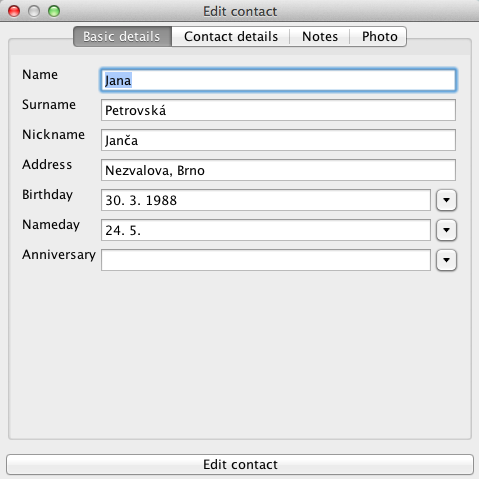 Edit contact
Basic details Contact details Notes Photo
Name Jana
Surname Petrovská
Nickname Janča
Address Nezvalova, Brno
Birthday 30. 3. 1988
Nameday 24. 5.
Anniversary
Edit contact